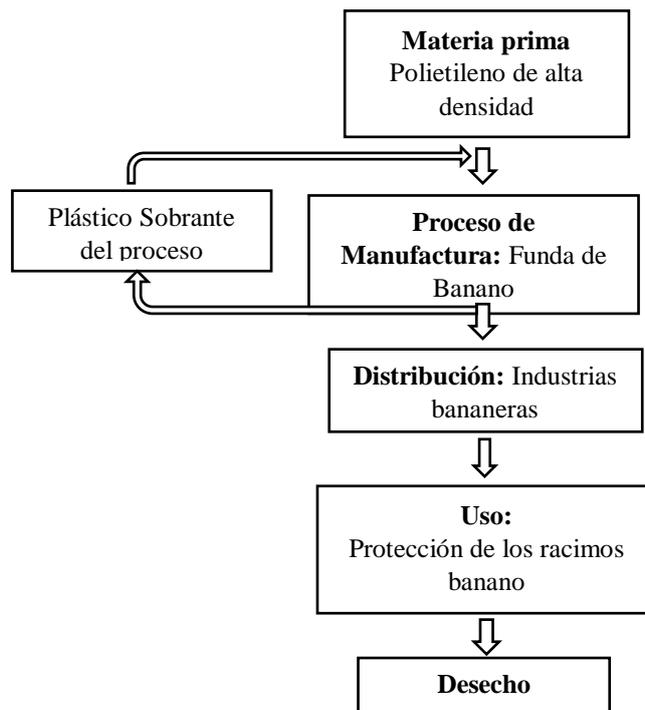 Materia prima
Polietileno de alta
densidad
Plástico Sobrante
del proceso
Proceso de
Manufactura: Funda de
Banano
Distribución: Industrias
bananeras
Uso:
Protección de los racimos
banano
Desecho